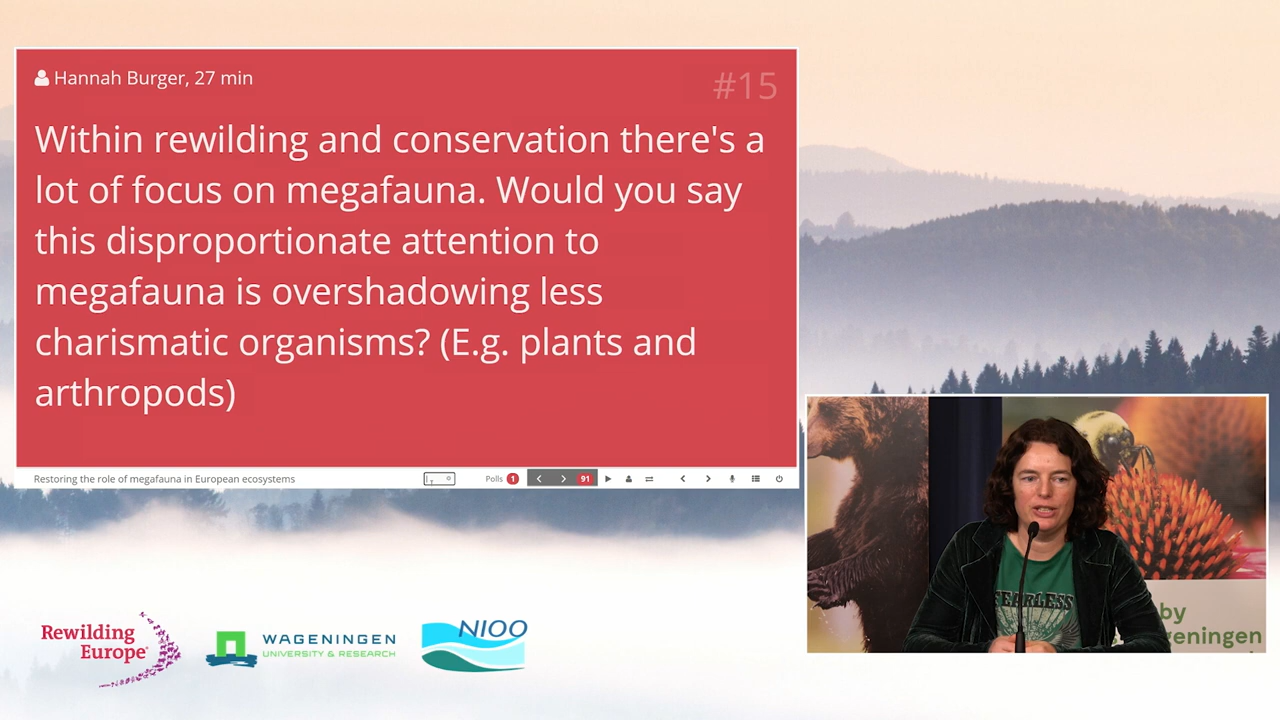 Hannah Burger, 27 min
#15
Within rewilding and conservation there's a
lot of focus on megafauna. Would you say
this disproportionate attention to
megafauna is overshadowing less
charismatic organisms? (E.g. plants and
arthropods)
Restoring the role of megafauna in European ecosystems
Polls 1
91
FEARLESS
by
geningen
Rewilding
Europe
WAGENINGEN
UNIVERSITY & RESEARCH
NIOO